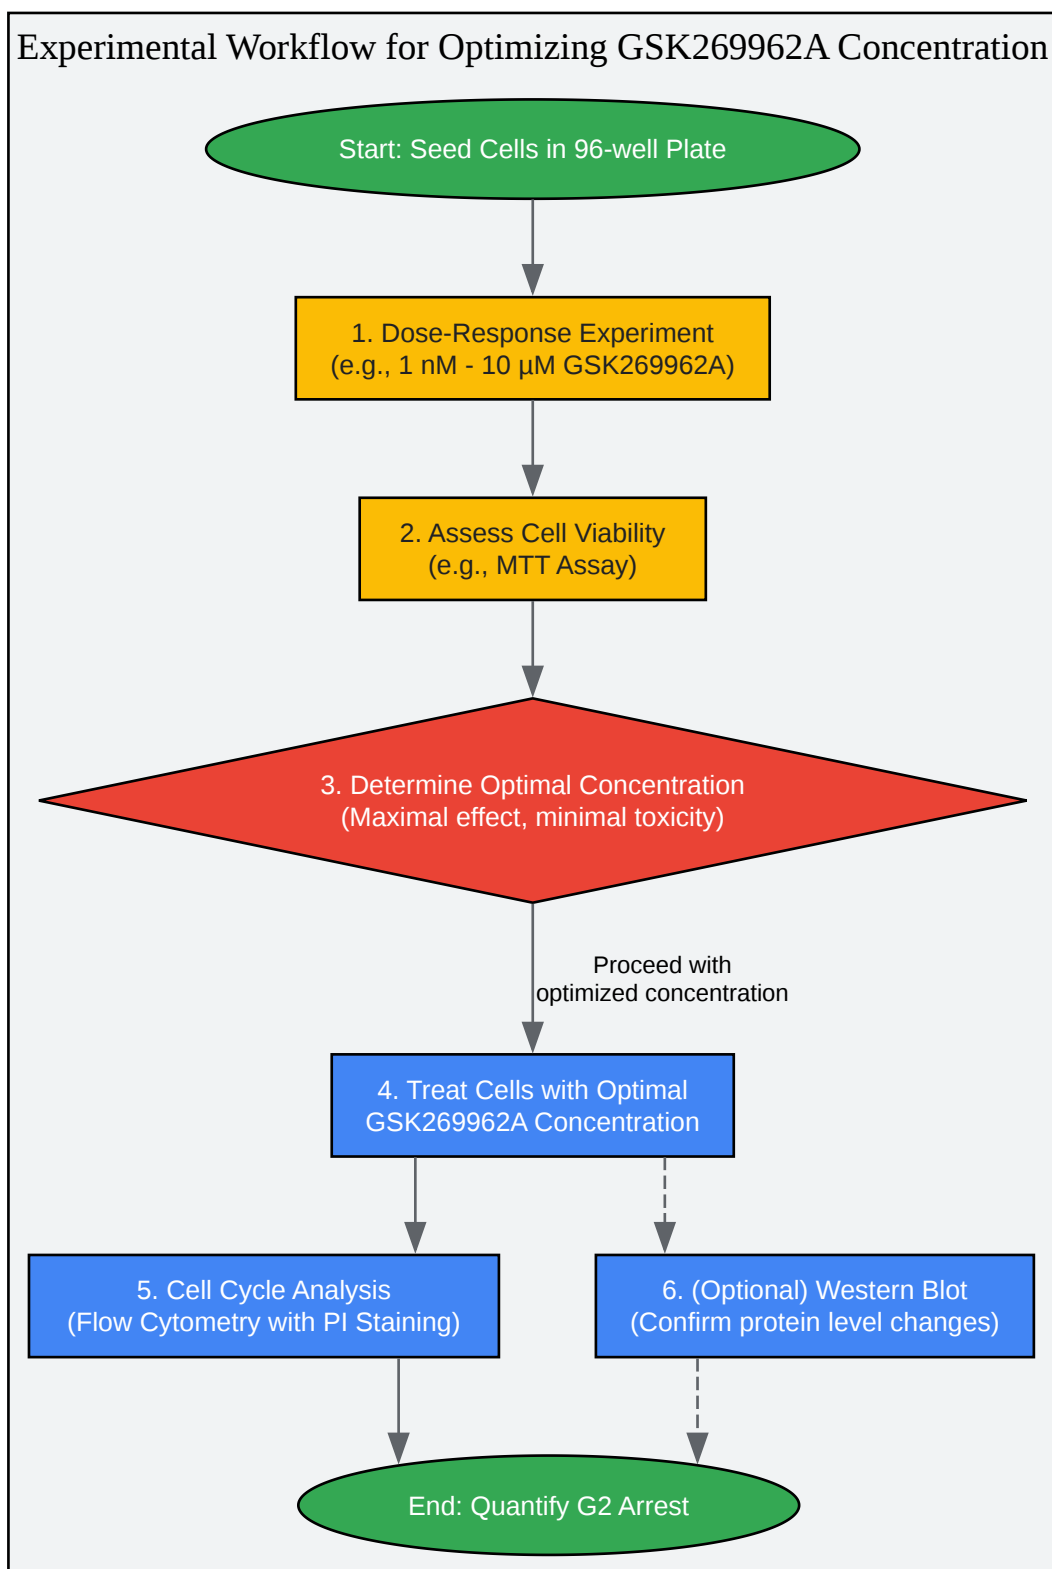 Experimental Workflow for Optimizing GSK269962A Concentration
Start: Seed Cells in 96-well Plate
1. Dose-Response Experiment
(e.g., 1 nM - 10 µM GSK269962A)
2. Assess Cell Viability
(e.g., MTT Assay)
3. Determine Optimal Concentration
(Maximal effect, minimal toxicity)
Proceed with
optimized concentration
4. Treat Cells with Optimal
GSK269962A Concentration
5. Cell Cycle Analysis
(Flow Cytometry with PI Staining)
6. (Optional) Western Blot
(Confirm protein level changes)
End: Quantify G2 Arrest